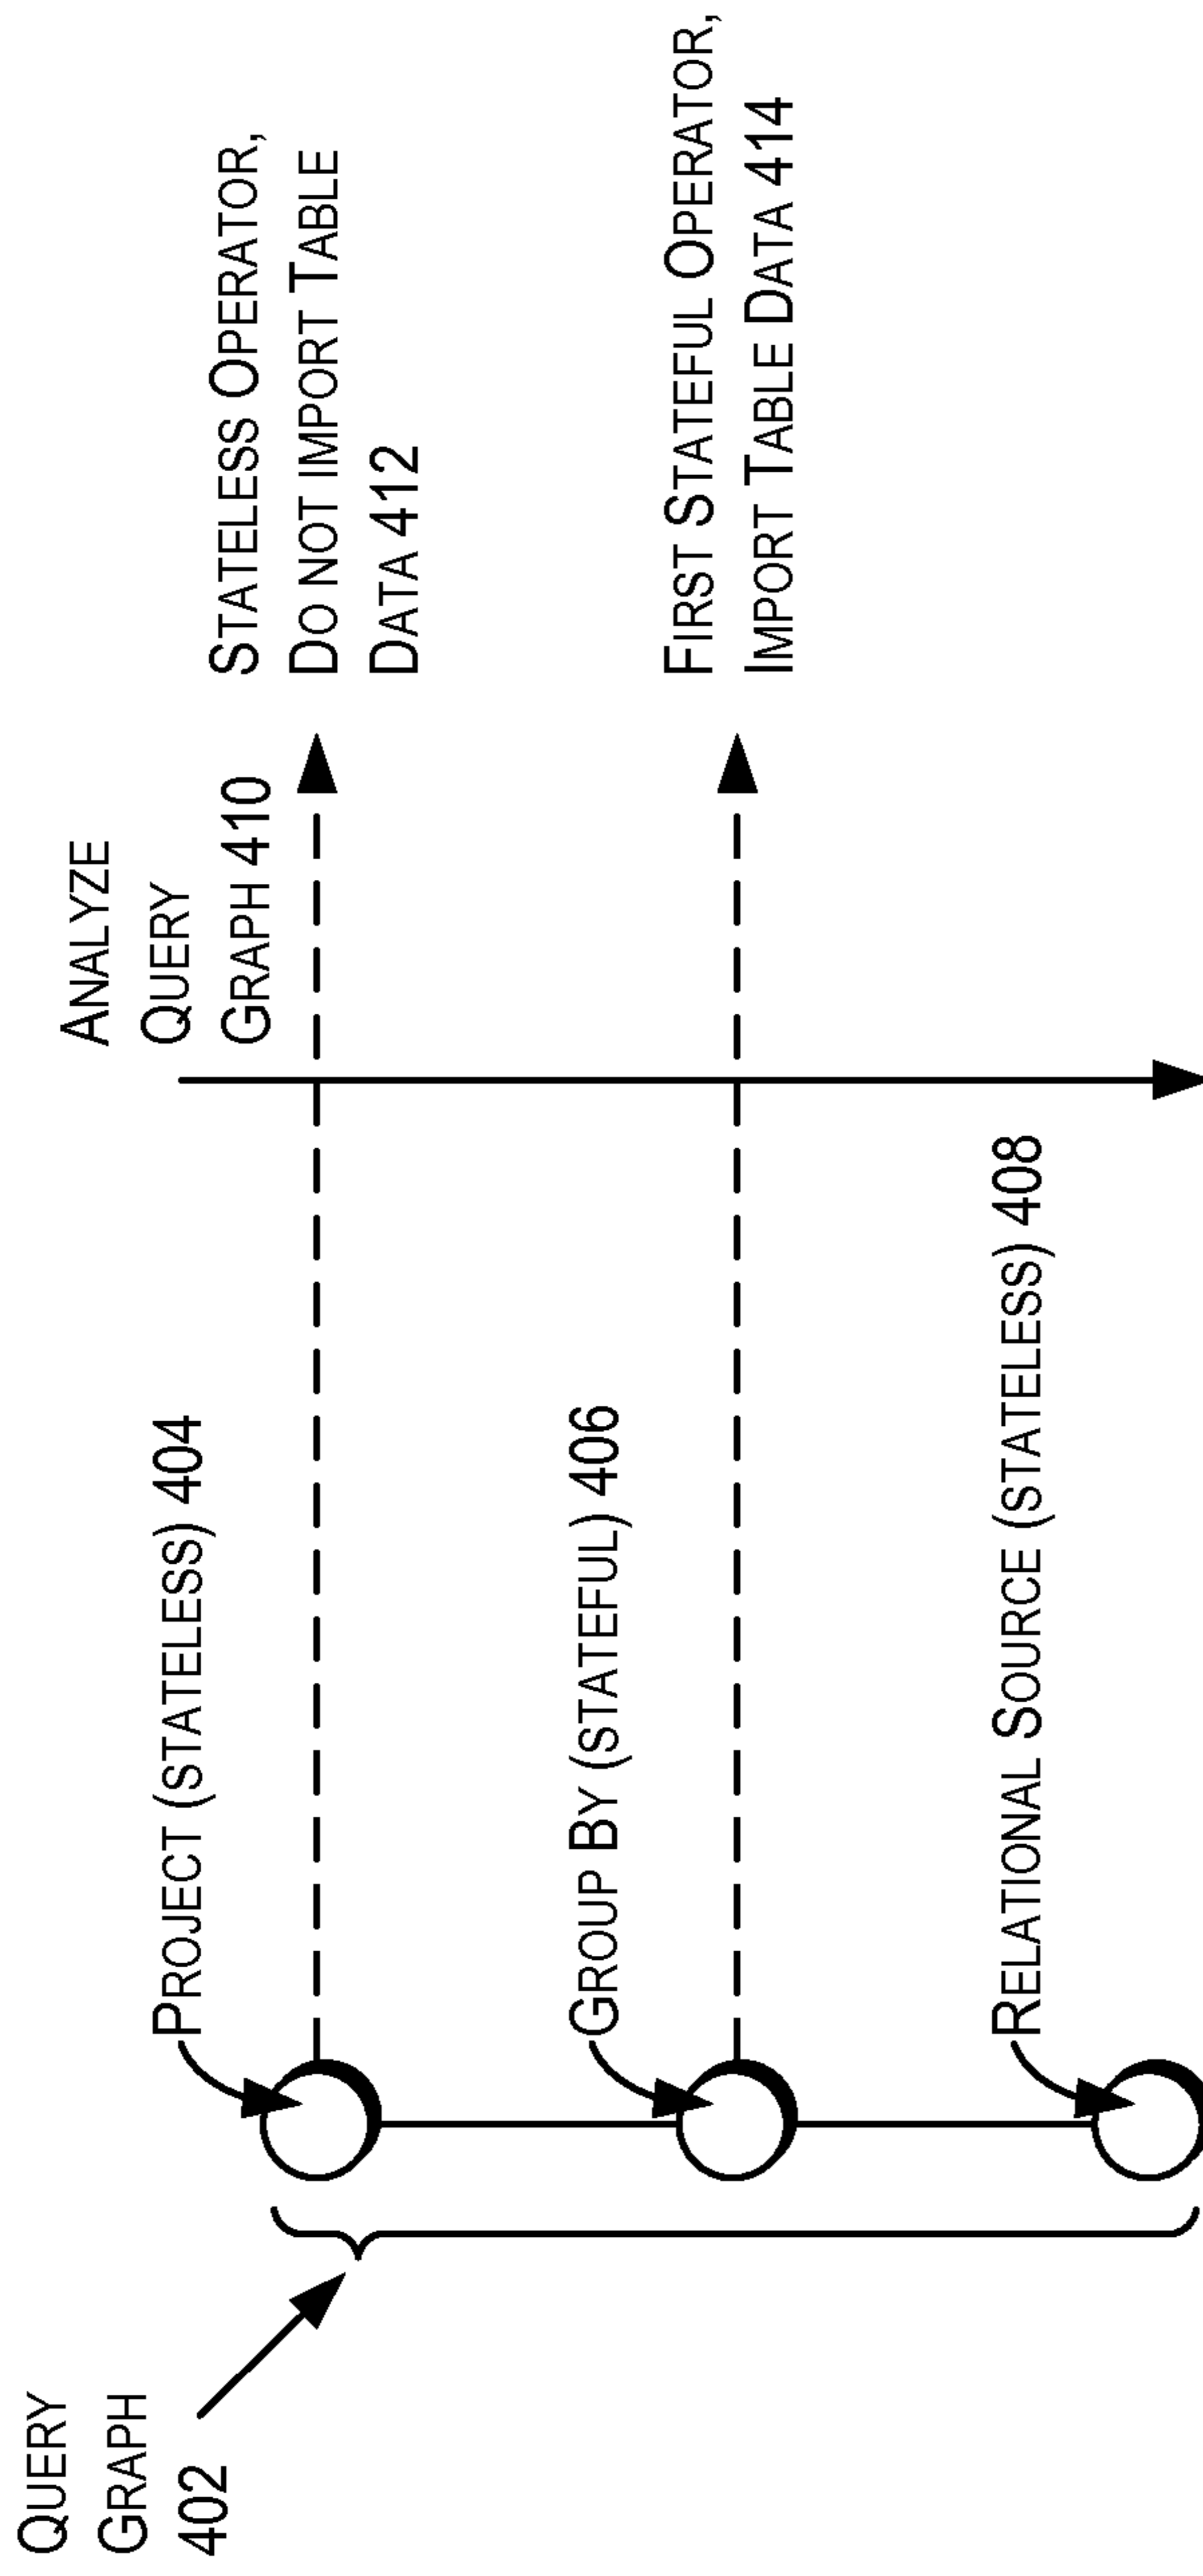 QUERY
GRAPH
402
PROJECT (STATELESS) 404
GROUP BY (STATEFUL) 406
RELATIONAL SOURCE (STATELESS) 408
ANALYZE
QUERY
GRAPH 410
STATELESS OPERATOR,
DO NOT IMPORT TABLE
DATA 412
FIRST STATEFUL OPERATOR,
IMPORT TABLE DATA 414